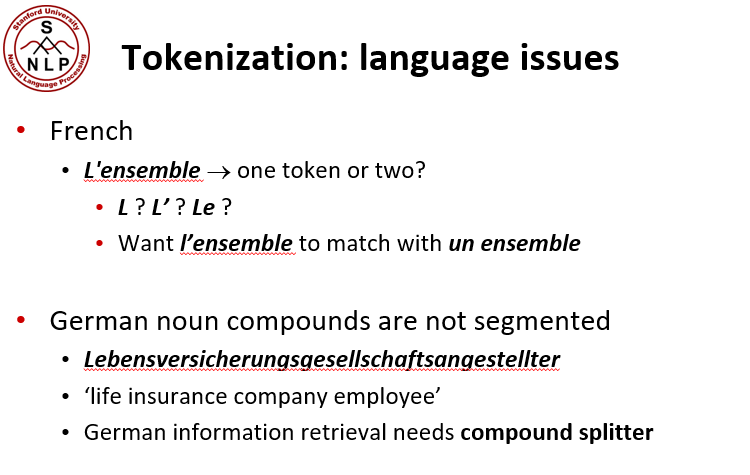 Stanford University
S
NLP
Natural Language Processing
Tokenization: language issues
• French
• L'ensemble → one token or two?
• L ? L’ ? Le ?
• Want l’ensemble to match with un ensemble
• German noun compounds are not segmented
• Lebensversicherungsgesellschaftsangestellter
• ‘life insurance company employee’
• German information retrieval needs compound splitter